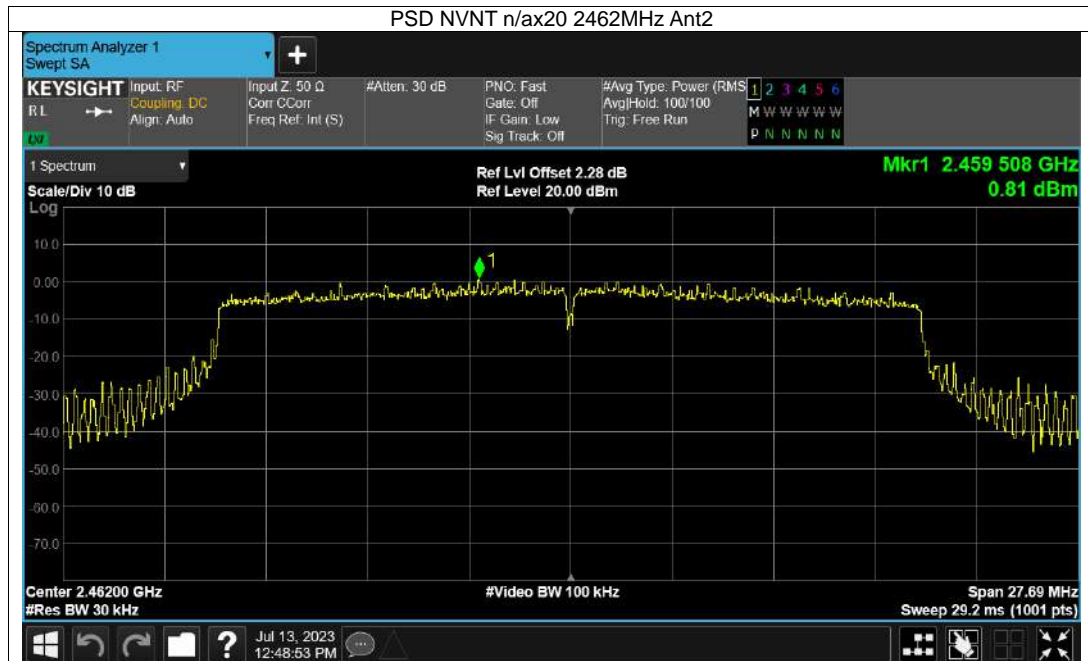 PSD NVNT n/ax20 2462MHz Ant2
Spectrum Analyzer 1
Swept SA
+
KEYSIGHT
R L
LXI
Input: RF
Coupling: DC
Align: Auto
Input Z: 50 Ω
Corr CCorr
Freq Ref: Int (S)
#Atten: 30 dB
PNO: Fast
Gate: Off
IF Gain: Low
Sig Track: Off
#Avg Type: Power (RMS
Avg|Hold: 100/100
Trig: Free Run
1 2 3 4 5 6
M W W W W W
P N N N N N
1 Spectrum
Scale/Div 10 dB
Ref Lvl Offset 2.28 dB
Ref Level 20.00 dBm
Mkr1 2.459 508 GHz
0.81 dBm
Log
10.0
0.00
-10.0
-20.0
-30.0
-40.0
-50.0
-60.0
-70.0
1
Center 2.46200 GHz
#Res BW 30 kHz
#Video BW 100 kHz
Span 27.69 MHz
Sweep 29.2 ms (1001 pts)
?
Jul 13, 2023
12:48:53 PM